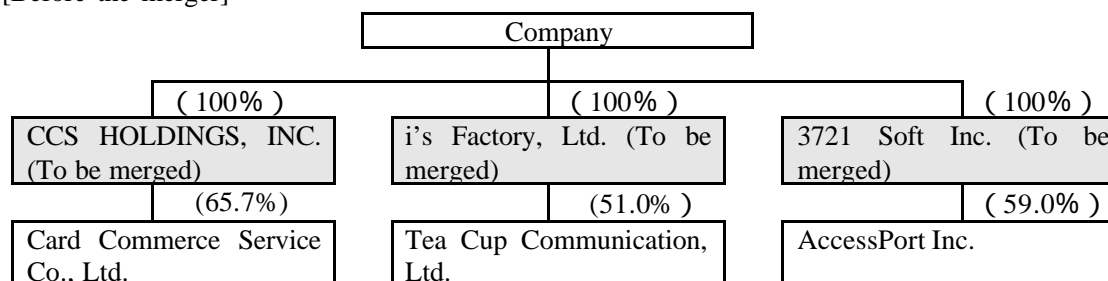 [Before the merger]
Company
(100%) (100%) (100%)
CCS HOLDINGS, INC. (To be merged)
i's Factory, Ltd. (To be merged)
3721 Soft Inc. (To be merged)
(65.7%) (51.0%) (59.0%)
Card Commerce Service Co., Ltd.
Tea Cup Communication, Ltd.
AccessPort Inc.